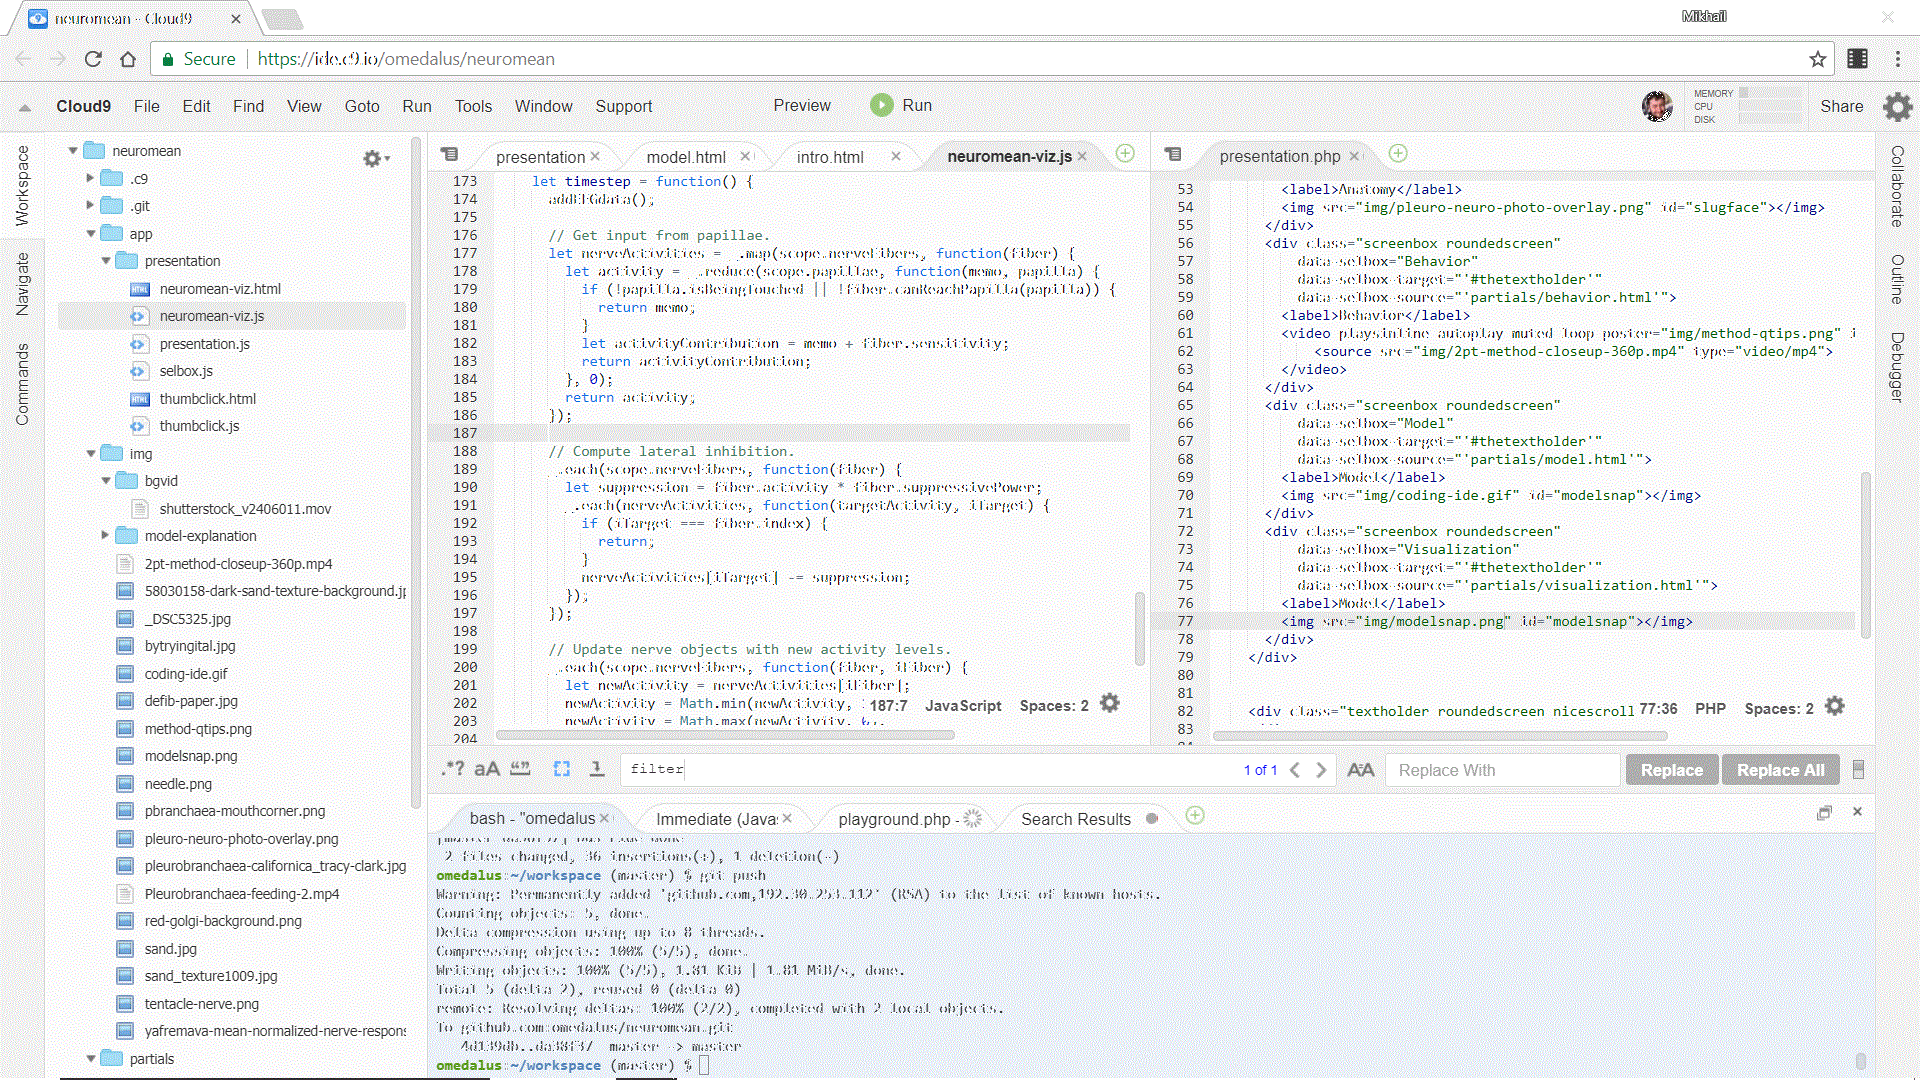 neuromean - Cloud9
Mikhail
Secure https://ide.c9.io/omedalus/neuromean
Cloud9 File Edit Find View Goto Run Tools Window Support Preview Run
MEMORY
CPU
DISK
Share
Workspace
Navigate
Commands
neuromean
.c9
.git
app
presentation
neuromean-viz.html
neuromean-viz.js
presentation.js
selbox.js
thumbclick.html
thumbclick.js
img
bgvid
shutterstock_v2406011.mov
model-explanation
2pt-method-closeup-360p.mp4
58030158-dark-sand-texture-background.jp
_DSC5325.jpg
bytryingital.jpg
coding-ide.gif
defib-paper.jpg
method-qtips.png
modelsnap.png
needle.png
pbranchaea-mouthcorner.png
pleuro-neuro-photo-overlay.png
pleurobranchaea-californica_tracy-clark.jpg
Pleurobranchaea-feeding-2.mp4
red-golgi-background.png
sand.jpg
sand_texture1009.jpg
tentacle-nerve.png
yafremava-mean-normalized-nerve-respons
partials
presentation model.html intro.html neuromean-viz.js
173 let timestep = function() {
174 addEEGdata();
175
176 // Get input from papillae.
177 let nerveActivities = _.map(scope.nerveFibers, function(fiber) {
178 let activity = _.reduce(scope.papillae, function(memo, papilla) {
179 if (!papilla.isBeingTouched || !fiber.canReachPapilla(papilla)) {
180 return memo;
181 }
182 let activityContribution = memo + fiber.sensitivity;
183 return activityContribution;
184 }, 0);
185 return activity;
186 });
187
188 // Compute lateral inhibition.
189 _.each(scope.nerveFibers, function(fiber) {
190 let suppression = fiber.activity * fiber.suppressivePower;
191 _.each(nerveActivities, function(targetActivity, iTarget) {
192 if (iTarget === fiber.index) {
193 return;
194 }
195 nerveActivities[iTarget] -= suppression;
196 });
197 });
198
199 // Update nerve objects with new activity levels.
200 _.each(scope.nerveFibers, function(fiber, iFiber) {
201 let newActivity = nerveActivities[iFiber];
202 newActivity = Math.min(newActivity,
203 newActivity = Math.max(newActivity, 0);
204
187:7 JavaScript Spaces: 2
presentation.php
53 <label>Anatomy</label>
54 <img src="img/pleuro-neuro-photo-overlay.png" id="slugface"></img>
55 </div>
56 <div class="screenbox roundedscreen"
57 data-selbox="Behavior"
58 data-selbox-target="'#thetextholder'"
59 data-selbox-source="'partials/behavior.html'">
60 <label>Behavior</label>
61 <video playsinline autoplay muted loop poster="img/method-qtips.png" i
62 <source src="img/2pt-method-closeup-360p.mp4" type="video/mp4">
63 </video>
64 </div>
65 <div class="screenbox roundedscreen"
66 data-selbox="Model"
67 data-selbox-target="'#thetextholder'"
68 data-selbox-source="'partials/model.html'">
69 <label>Model</label>
70 <img src="img/coding-ide.gif" id="modelsnap"></img>
71 </div>
72 <div class="screenbox roundedscreen"
73 data-selbox="Visualization"
74 data-selbox-target="'#thetextholder'"
75 data-selbox-source="'partials/visualization.html'">
76 <label>Model</label>
77 <img src="img/modelsnap.png" id="modelsnap"></img>
78 </div>
79 </div>
80
81
82 <div class="textholder roundedscreen nicescroll
83
77:36 PHP Spaces: 2
Collaborate
Outline
Debugger
.*? aA “” filter 1 of 1 AA Replace With Replace Replace All
bash - "omedalus Immediate (Java: playground.php - Search Results
2 files changed, 36 insertions(+), 1 deletion(-)
omedalus:~/workspace (master) $ git push
Warning: Permanently added 'github.com,192.30.253.112' (RSA) to the list of known hosts.
Counting objects: 5, done.
Delta compression using up to 8 threads.
Compressing objects: 100% (5/5), done.
Writing objects: 100% (5/5), 1.81 KiB | 1.81 MiB/s, done.
Total 5 (delta 2), reused 0 (delta 0)
remote: Resolving deltas: 100% (2/2), completed with 2 local objects.
To github.com:omedalus/neuromean.git
4d139db..da38f37 master -> master
omedalus:~/workspace (master) $